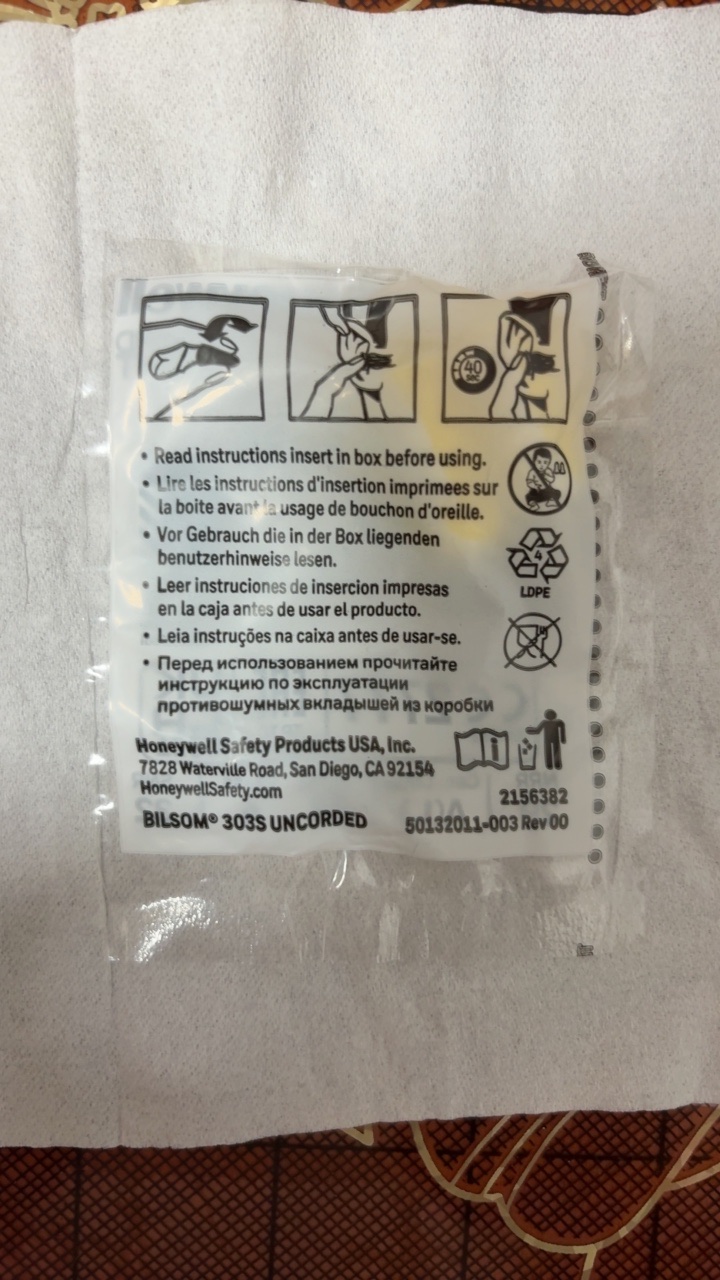 40
sec
• Read instructions insert in box before using.
• Lire les instructions d'insertion imprimees sur
la boite avant la usage de bouchon d'oreille.
• Vor Gebrauch die in der Box liegenden
benutzerhinweise lesen.
4
LDPE
• Leer instruciones de insercion impresas
en la caja antes de usar el producto.
• Leia instruções na caixa antes de usar-se.
• Перед использованием прочитайте
инструкцию по эксплуатации
противошумных вкладышей из коробки
Honeywell Safety Products USA, Inc.
7828 Waterville Road, San Diego, CA 92154
HoneywellSafety.com
2156382
BILSOM® 303S UNCORDED
50132011-003 Rev 00